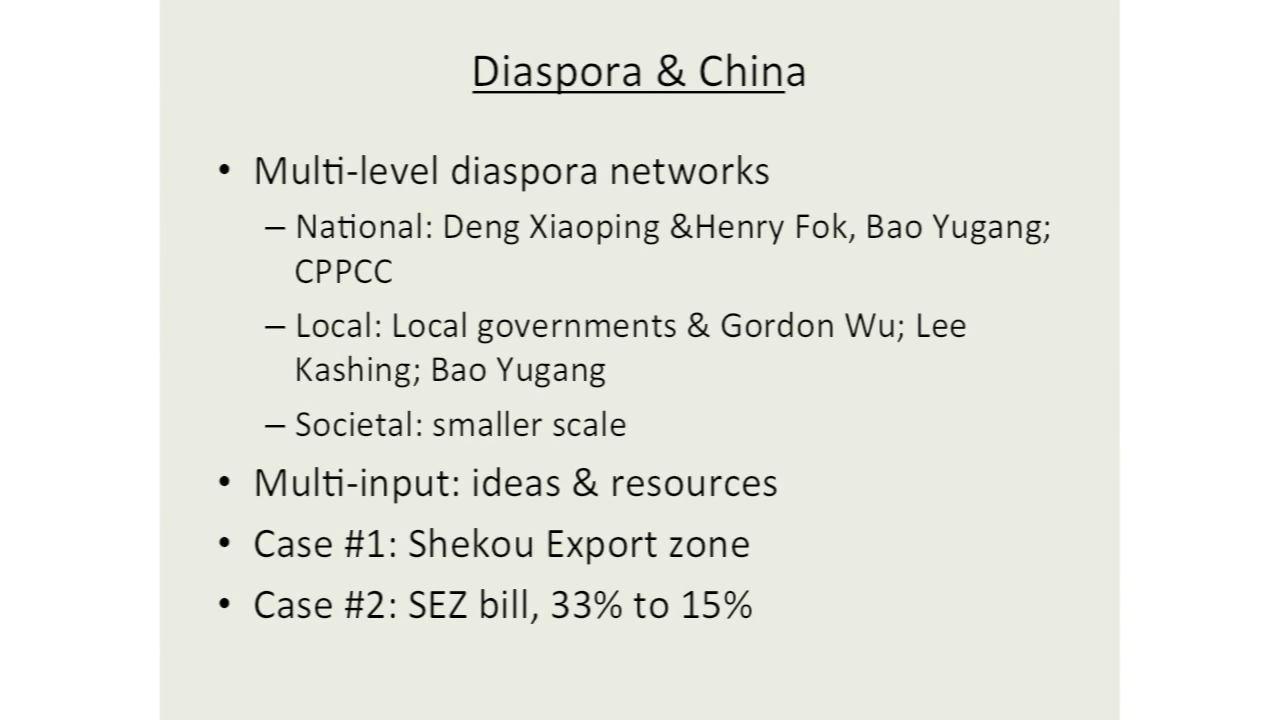 Diaspora & China
• Multi-level diaspora networks
– National: Deng Xiaoping &Henry Fok, Bao Yugang;
CPPCC
– Local: Local governments & Gordon Wu; Lee
Kashing; Bao Yugang
– Societal: smaller scale
• Multi-input: ideas & resources
• Case #1: Shekou Export zone
• Case #2: SEZ bill, 33% to 15%